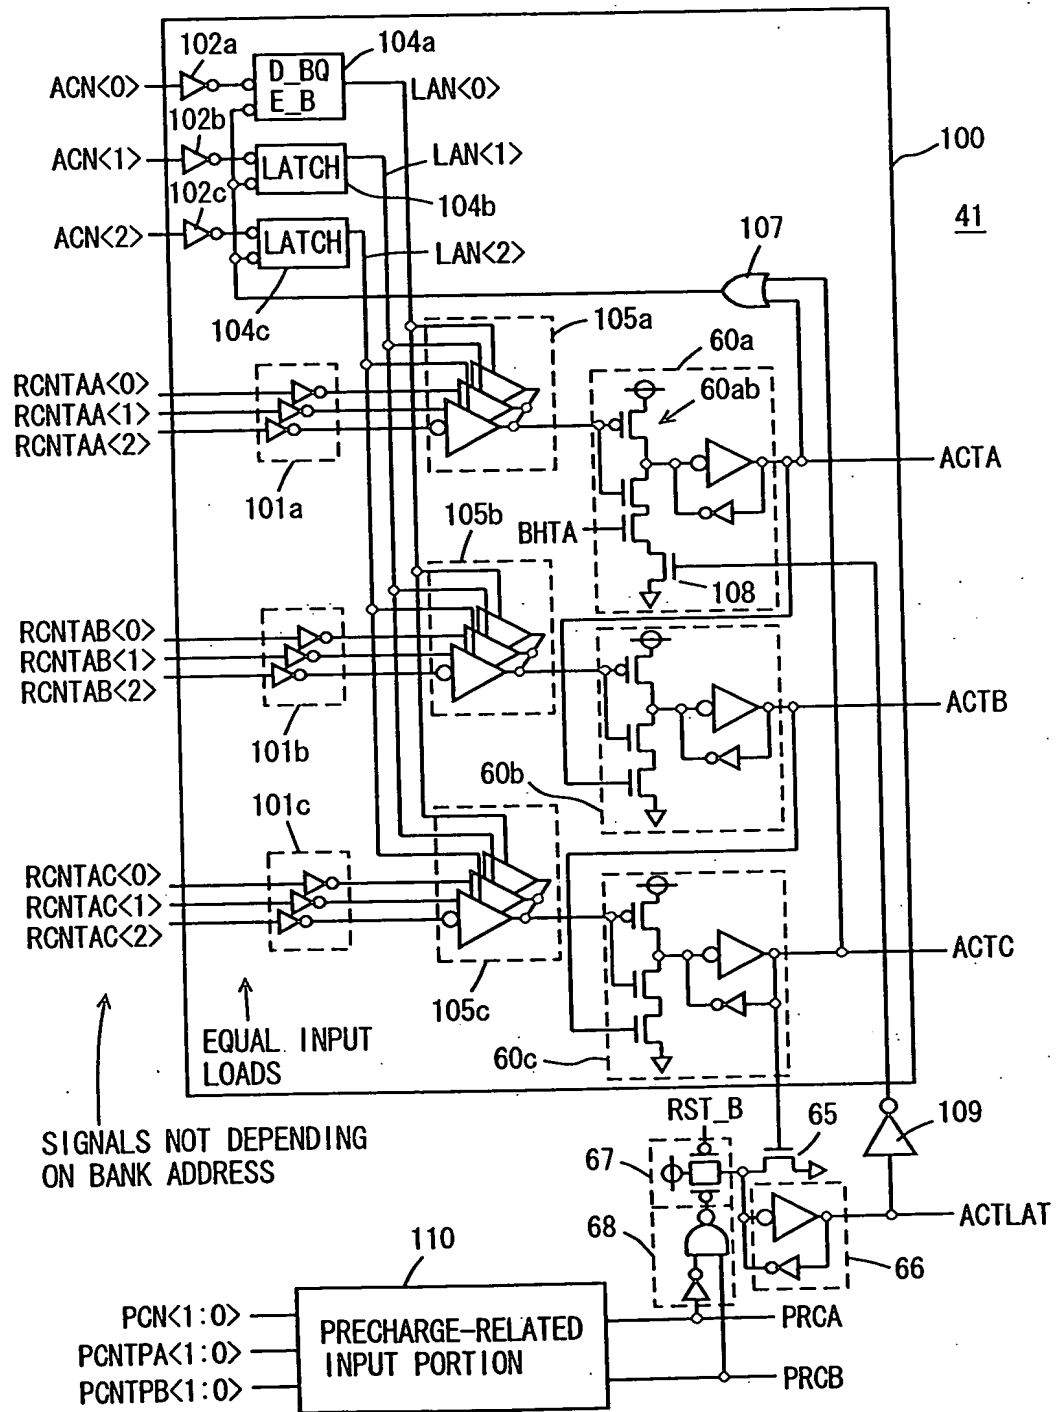 102a
104a
ACN<0>
D_BQ
E_B
LAN<0>
102b
ACN<1>
LATCH
LAN<1>
100
102c
104b
41
ACN<2>
LATCH
LAN<2>
107
104c
105a
60a
RCNTAA<0>
RCNTAA<1>
RCNTAA<2>
60ab
ACTA
101a
105b
BHTA
108
RCNTAB<0>
RCNTAB<1>
RCNTAB<2>
ACTB
101b
60b
101c
RCNTAC<0>
RCNTAC<1>
RCNTAC<2>
ACTC
105c
EQUAL INPUT
LOADS
60c
SIGNALS NOT DEPENDING
ON BANK ADDRESS
RST_B
65
109
67
ACTLAT
68
66
110
PCN<1:0>
PCNTPA<1:0>
PCNTPB<1:0>
PRECHARGE-RELATED
INPUT PORTION
PRCA
PRCB